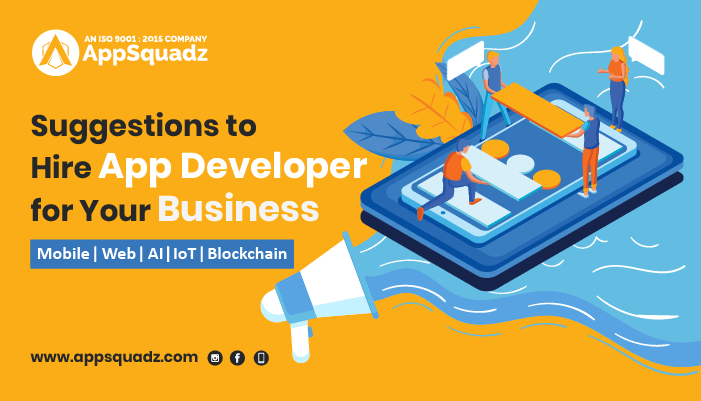 AN ISO 9001 : 2015 COMPANY
AppSquadz
Suggestions to
Hire App Developer
for Your Business
Mobile | Web | AI | IoT | Blockchain
www.appsquadz.com